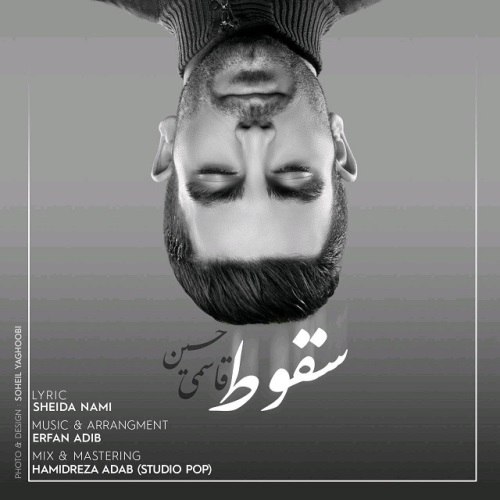 حسین
قاسمی
سقوط
LYRIC
SHEIDA NAMI
MUSIC & ARRANGMENT
ERFAN ADIB
MIX & MASTERING
HAMIDREZA ADAB (STUDIO POP)
PHOTO & DESIGN : SOHEIL YAGHOOBI